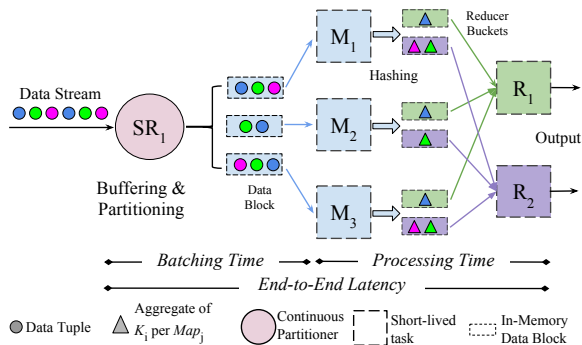 Data Stream
SR1
Buffering &
Partitioning
Data
Block
M1
M2
M3
Hashing
Reducer
Buckets
R1
R2
Output
Batching Time
Processing Time
End-to-End Latency
Data Tuple
Aggregate of
Ki per Mapj
Continuous
Partitioner
Short-lived
task
In-Memory
Data Block